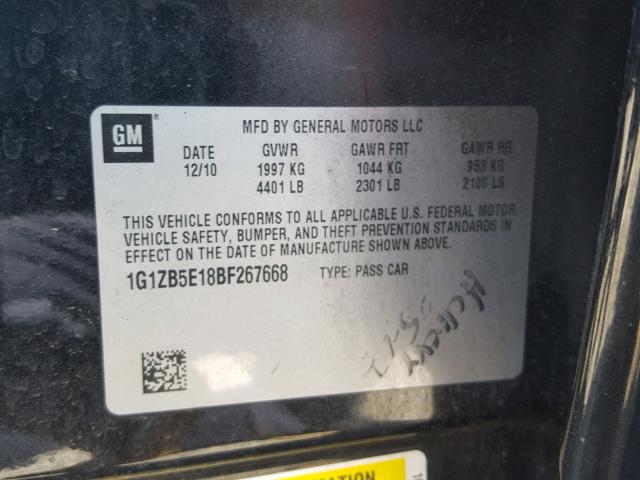 GM
MFD BY GENERAL MOTORS LLC
DATE GVWR GAWR FRT GAWR RR
12/10 1997 KG 1044 KG 953 KG
4401 LB 2301 LB 2100 LB
THIS VEHICLE CONFORMS TO ALL APPLICABLE U.S. FEDERAL MOTOR
VEHICLE SAFETY, BUMPER, AND THEFT PREVENTION STANDARDS IN
EFFECT ON THE DATE OF MANUFACTURE SHOWN ABOVE.
1G1ZB5E18BF267668 TYPE: PASS CAR